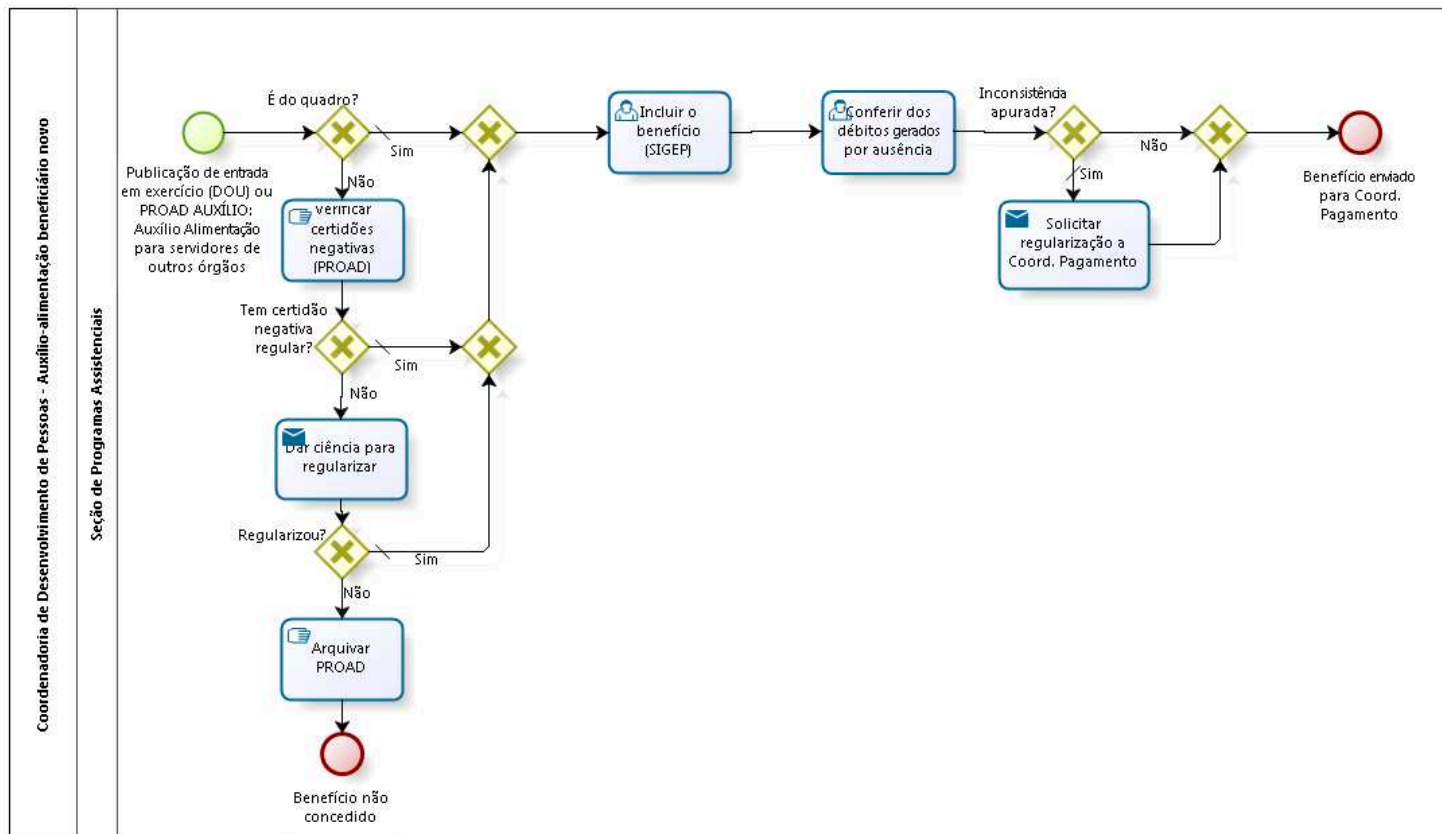 Coordenadoria de Desenvolvimento de Pessoas - Auxílio-alimentação beneficiário novo
Seção de Programas Assistenciais
Publicação de entrada
em exercício (DOU) ou
PROAD AUXÍLIO:
Auxílio Alimentação
para servidores de
outros órgãos
É do quadro?
Sim
Não
Verificar
certidões
negativas
(PROAD)
Tem certidão
negativa
regular?
Sim
Não
Dar ciência para
regularizar
Regularizou?
Sim
Não
Arquivar
PROAD
Benefício não
concedido
Incluir o
benefício
(SIGEP)
Conferir dos
débitos gerados
por ausência
Inconsistência
apurada?
Não
Sim
Solicitar
regularização a
Coord. Pagamento
Benefício enviado
para Coord.
Pagamento